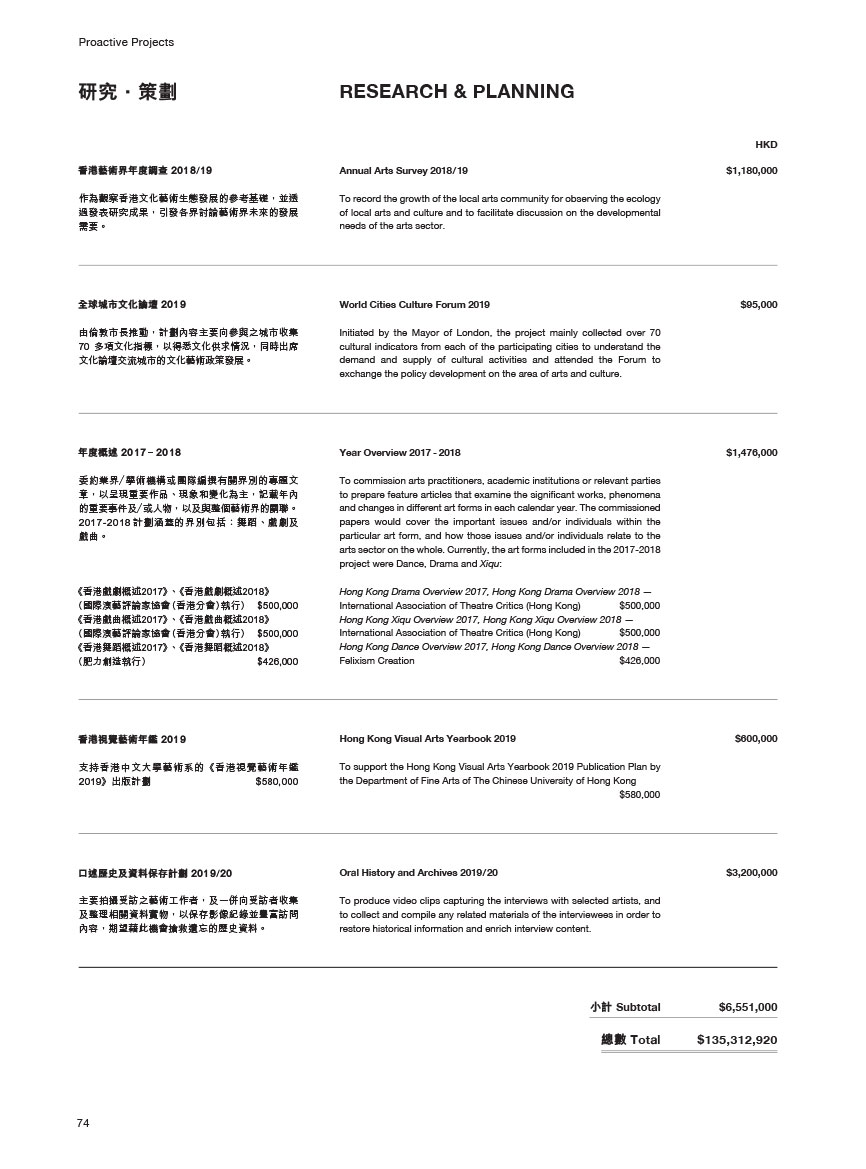 Proactive Projects
研究・策劃
RESEARCH & PLANNING
HKD
香港藝術界年度調查 2018/19
作為觀察香港文化藝術生態發展的參考基礎，並透
過發表研究成果，引發各界討論藝術界未來的發展
需要。
Annual Arts Survey 2018/19
$1,180,000
To record the growth of the local arts community for observing the ecology
of local arts and culture and to facilitate discussion on the developmental
needs of the arts sector.
全球城市文化論壇 2019
由倫敦市長推動，計劃內容主要向參與之城市收集
70 多項文化指標，以得悉文化供求情況，同時出席
文化論壇交流城市的文化藝術政策發展。
World Cities Culture Forum 2019
$95,000
Initiated by the Mayor of London, the project mainly collected over 70
cultural indicators from each of the participating cities to understand the
demand and supply of cultural activities and attended the Forum to
exchange the policy development on the area of arts and culture.
年度概述 2017 – 2018
委約業界/學術機構或團隊編撰有關界別的專題文
章，以呈現重要作品、現象和變化為主，記載年內
的重要事件及/或人物，以及與整個藝術界的關聯。
2017-2018 計劃涵蓋的界別包括：舞蹈、戲劇及
戲曲。
《香港戲劇概述2017》、《香港戲劇概述2018》
（國際演藝評論家協會（香港分會）執行） $500,000
《香港戲曲概述2017》、《香港戲曲概述2018》
（國際演藝評論家協會（香港分會）執行） $500,000
《香港舞蹈概述2017》、《香港舞蹈概述2018》
（肥力創造執行） $426,000
Year Overview 2017 - 2018
$1,476,000
To commission arts practitioners, academic institutions or relevant parties
to prepare feature articles that examine the significant works, phenomena
and changes in different art forms in each calendar year. The commissioned
papers would cover the important issues and/or individuals within the
particular art form, and how those issues and/or individuals relate to the
arts sector on the whole. Currently, the art forms included in the 2017-2018
project were Dance, Drama and Xiqu:
Hong Kong Drama Overview 2017, Hong Kong Drama Overview 2018 —
International Association of Theatre Critics (Hong Kong) $500,000
Hong Kong Xiqu Overview 2017, Hong Kong Xiqu Overview 2018 —
International Association of Theatre Critics (Hong Kong) $500,000
Hong Kong Dance Overview 2017, Hong Kong Dance Overview 2018 —
Felixism Creation $426,000
香港視覺藝術年鑑 2019
支持香港中文大學藝術系的《香港視覺藝術年鑑
2019》出版計劃 $580,000
Hong Kong Visual Arts Yearbook 2019
$600,000
To support the Hong Kong Visual Arts Yearbook 2019 Publication Plan by
the Department of Fine Arts of The Chinese University of Hong Kong
$580,000
口述歷史及資料保存計劃 2019/20
主要拍攝受訪之藝術工作者，及一併向受訪者收集
及整理相關資料實物，以保存影像紀錄並豐富訪問
內容，期望藉此機會搶救遺忘的歷史資料。
Oral History and Archives 2019/20
$3,200,000
To produce video clips capturing the interviews with selected artists, and
to collect and compile any related materials of the interviewees in order to
restore historical information and enrich interview content.
小計 Subtotal $6,551,000
總數 Total $135,312,920
74